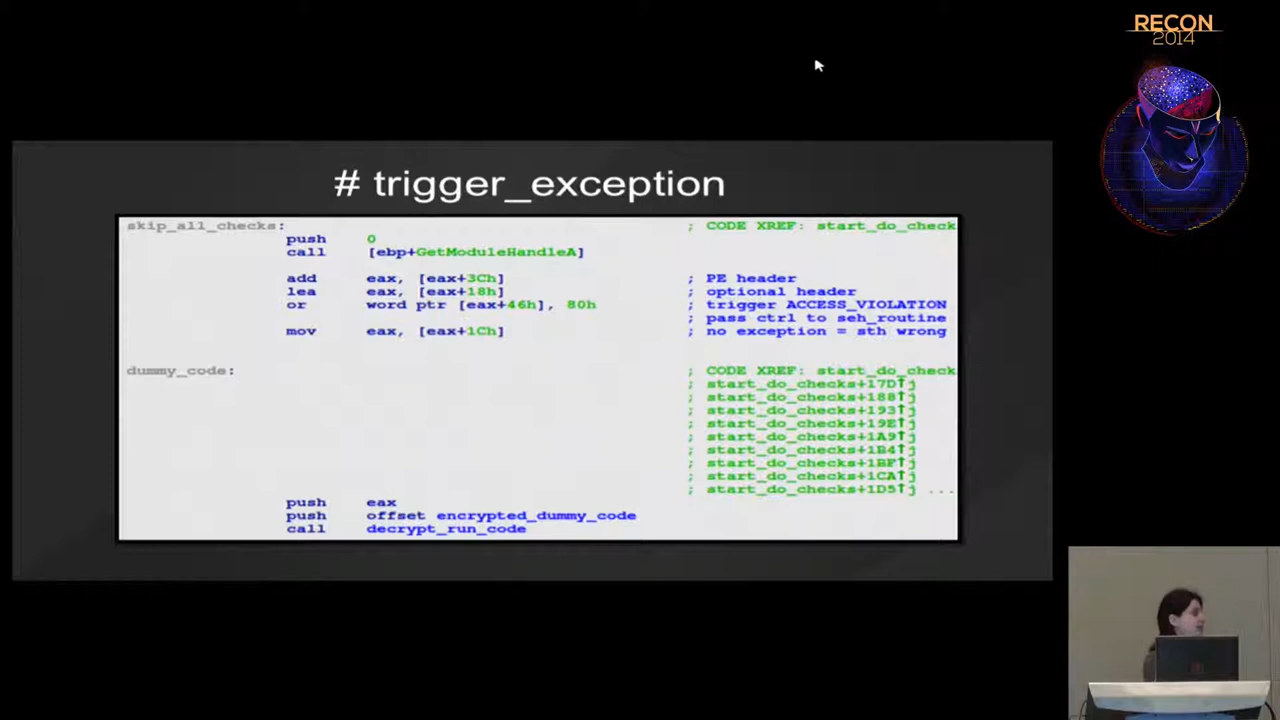 RECON
2014
# trigger_exception
skip_all_checks: ; CODE XREF: start_do_check
push 0
call [ebp+GetModuleHandleA]
add eax, [eax+3Ch] ; PE header
lea eax, [eax+18h] ; optional header
or word ptr [eax+46h], 80h ; trigger ACCESS_VIOLATION
; pass ctrl to seh_routine
mov eax, [eax+1Ch] ; no exception = sth wrong
dummy_code: ; CODE XREF: start_do_check
; start_do_checks+17D↑j
; start_do_checks+188↑j
; start_do_checks+193↑j
; start_do_checks+19E↑j
; start_do_checks+1A9↑j
; start_do_checks+1B4↑j
; start_do_checks+1BF↑j
; start_do_checks+1CA↑j
; start_do_checks+1D5↑j ...
push eax
push offset encrypted_dummy_code
call decrypt_run_code